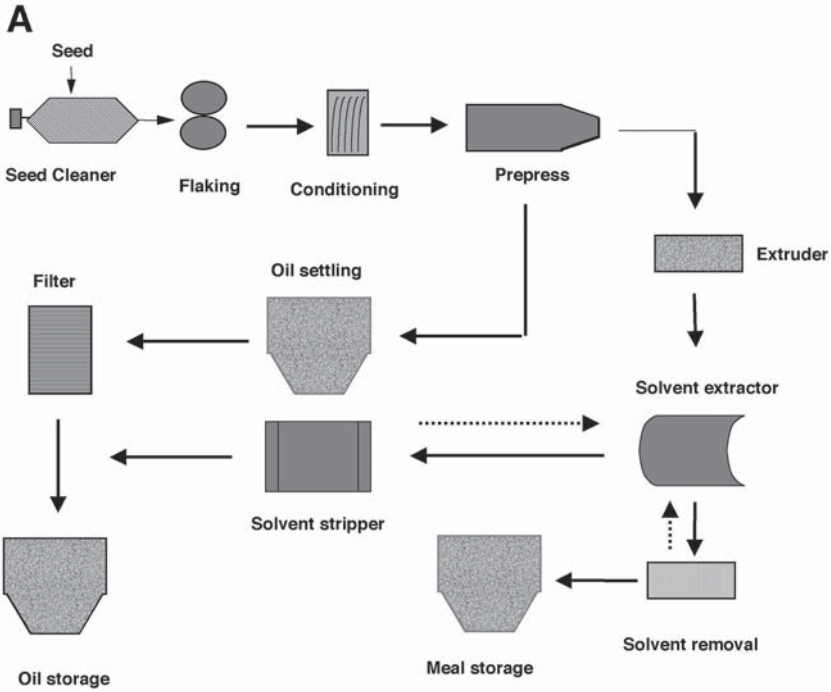 A
Seed
Seed Cleaner
Flaking
Conditioning
Prepress
Extruder
Oil settling
Filter
Solvent extractor
Solvent stripper
Solvent removal
Meal storage
Oil storage